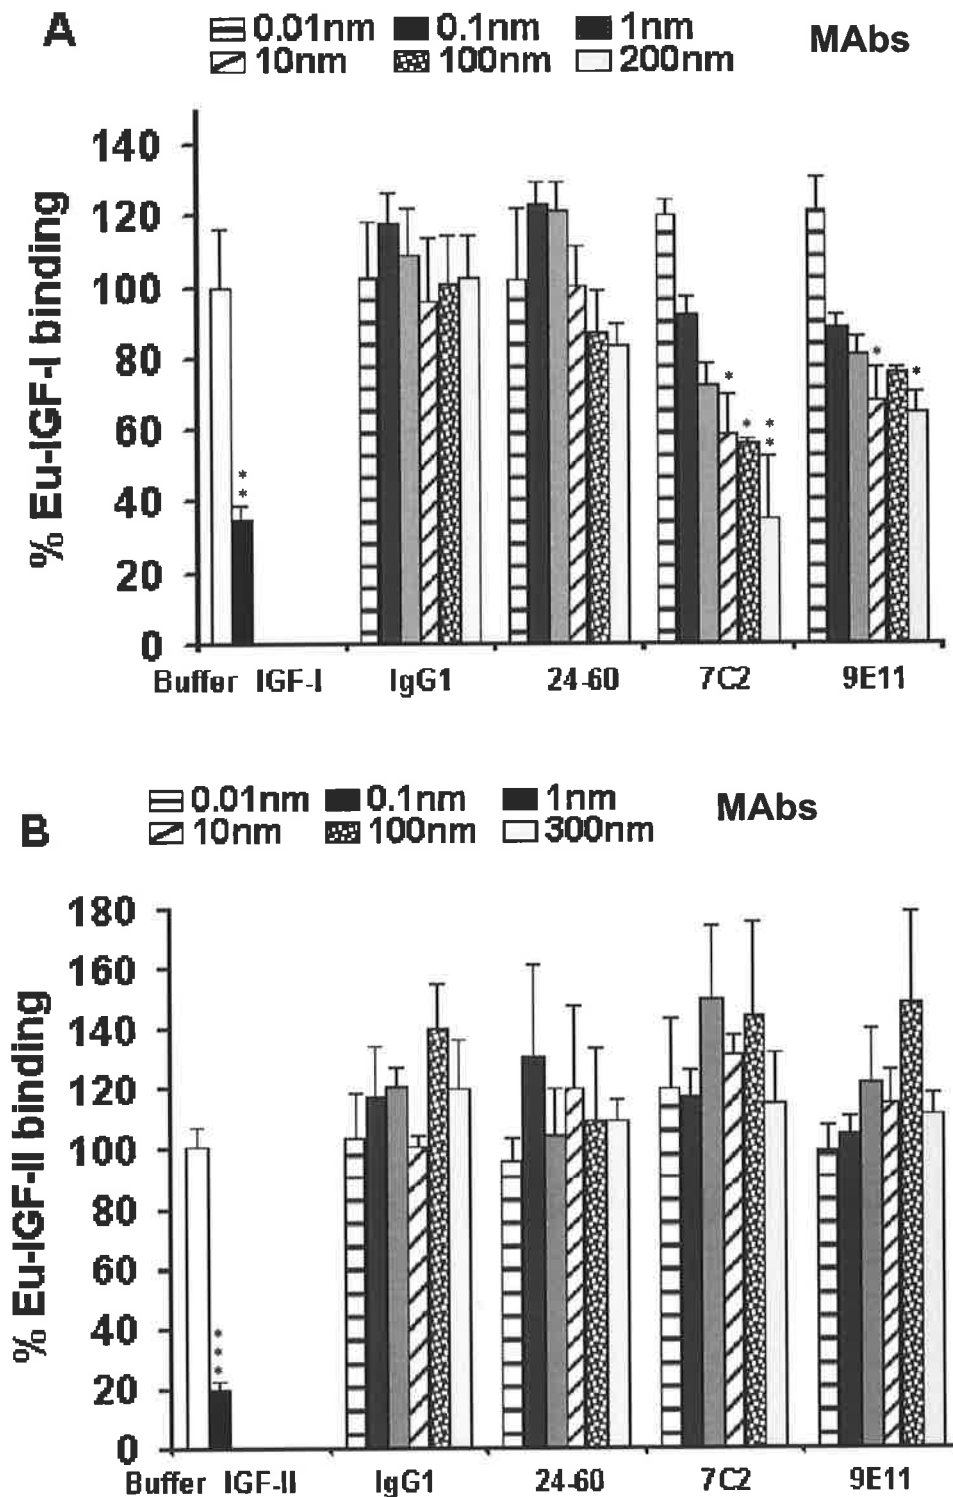 A
0.01nm 0.1nm 1nm
10nm 100nm 200nm
MAbs
% Eu-IGF-I binding
140
120
100
80
60
40
20
0
* *
*
*
* *
*
*
Buffer IGF-I IgG1 24-60 7C2 9E11
B
0.01nm 0.1nm 1nm
10nm 100nm 300nm
MAbs
% Eu-IGF-II binding
180
160
140
120
100
80
60
40
20
0
* * *
Buffer IGF-II IgG1 24-60 7C2 9E11